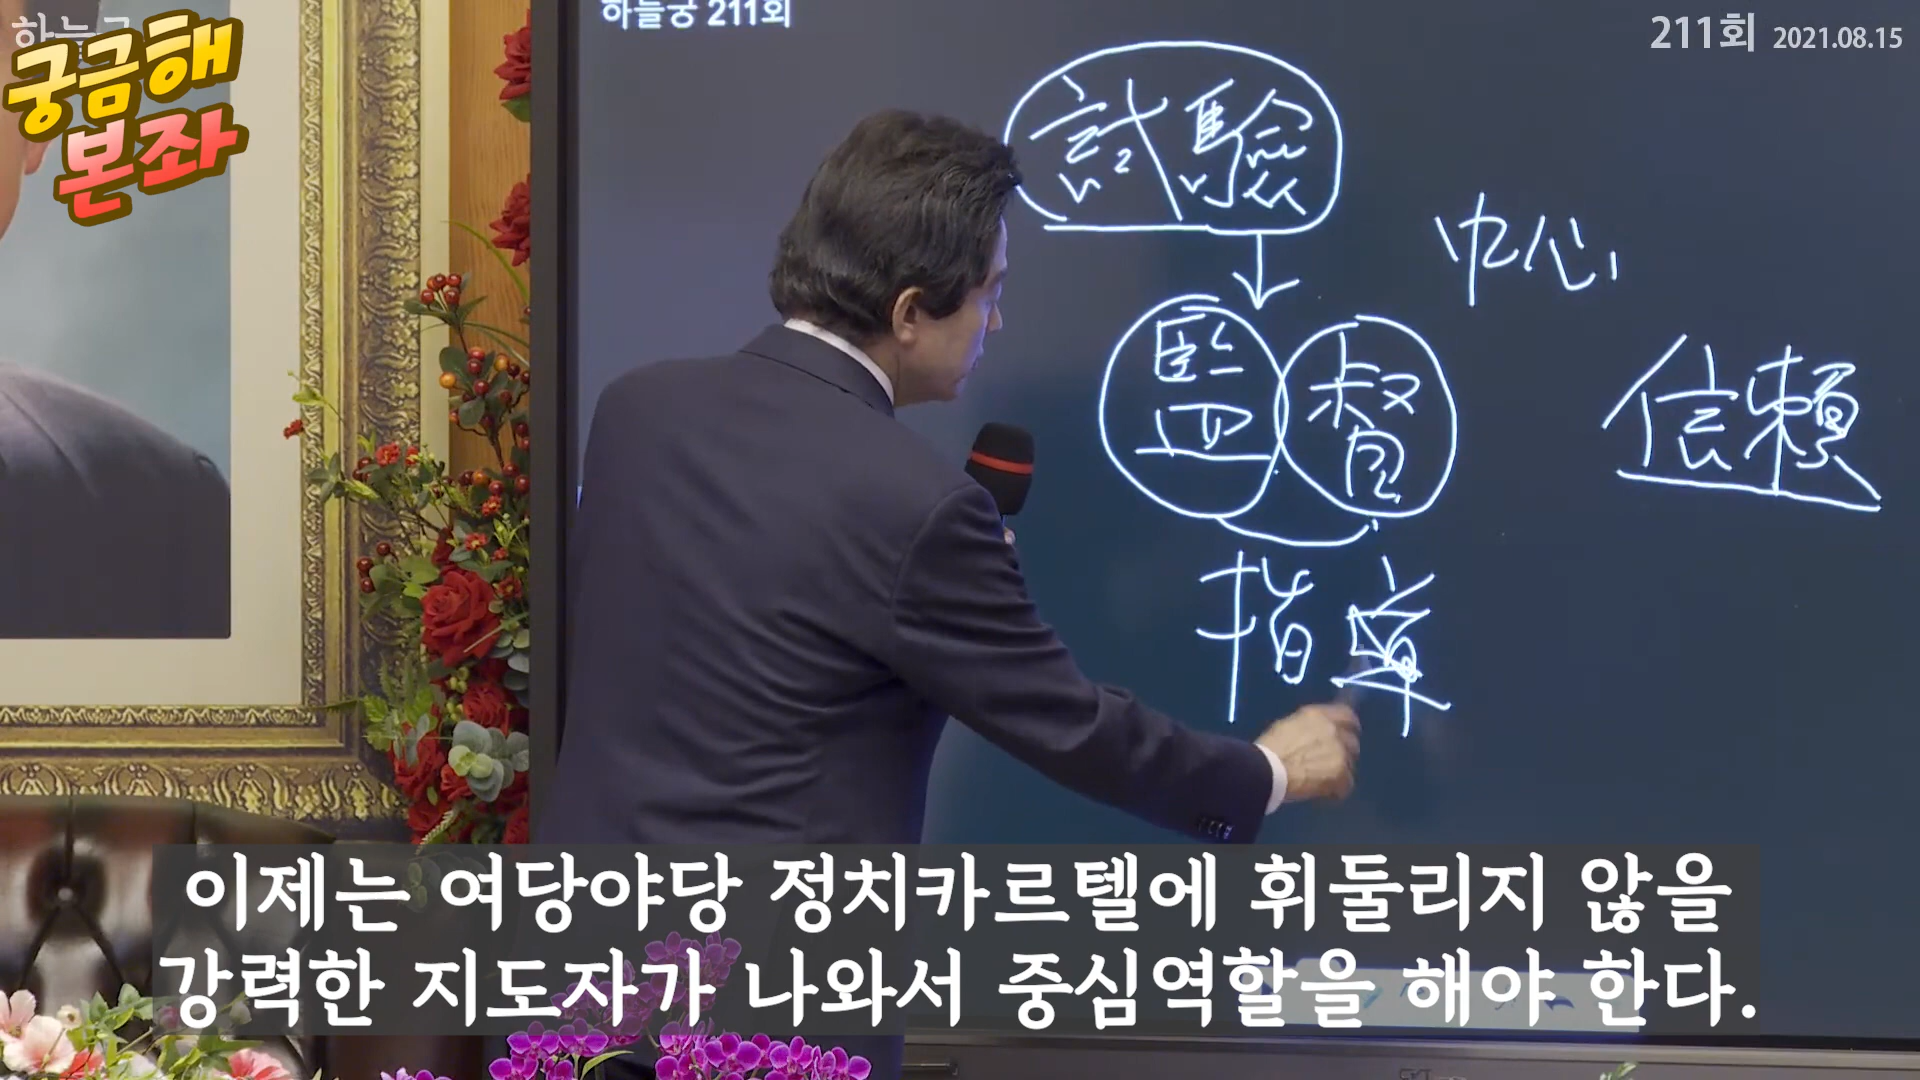 하늘궁
궁금해
본좌
하늘궁 211회
211회 2021.08.15
試驗
中心
監督
信賴
指導
이제는 여당야당 정치카르텔에 휘둘리지 않을
강력한 지도자가 나와서 중심역할을 해야 한다.